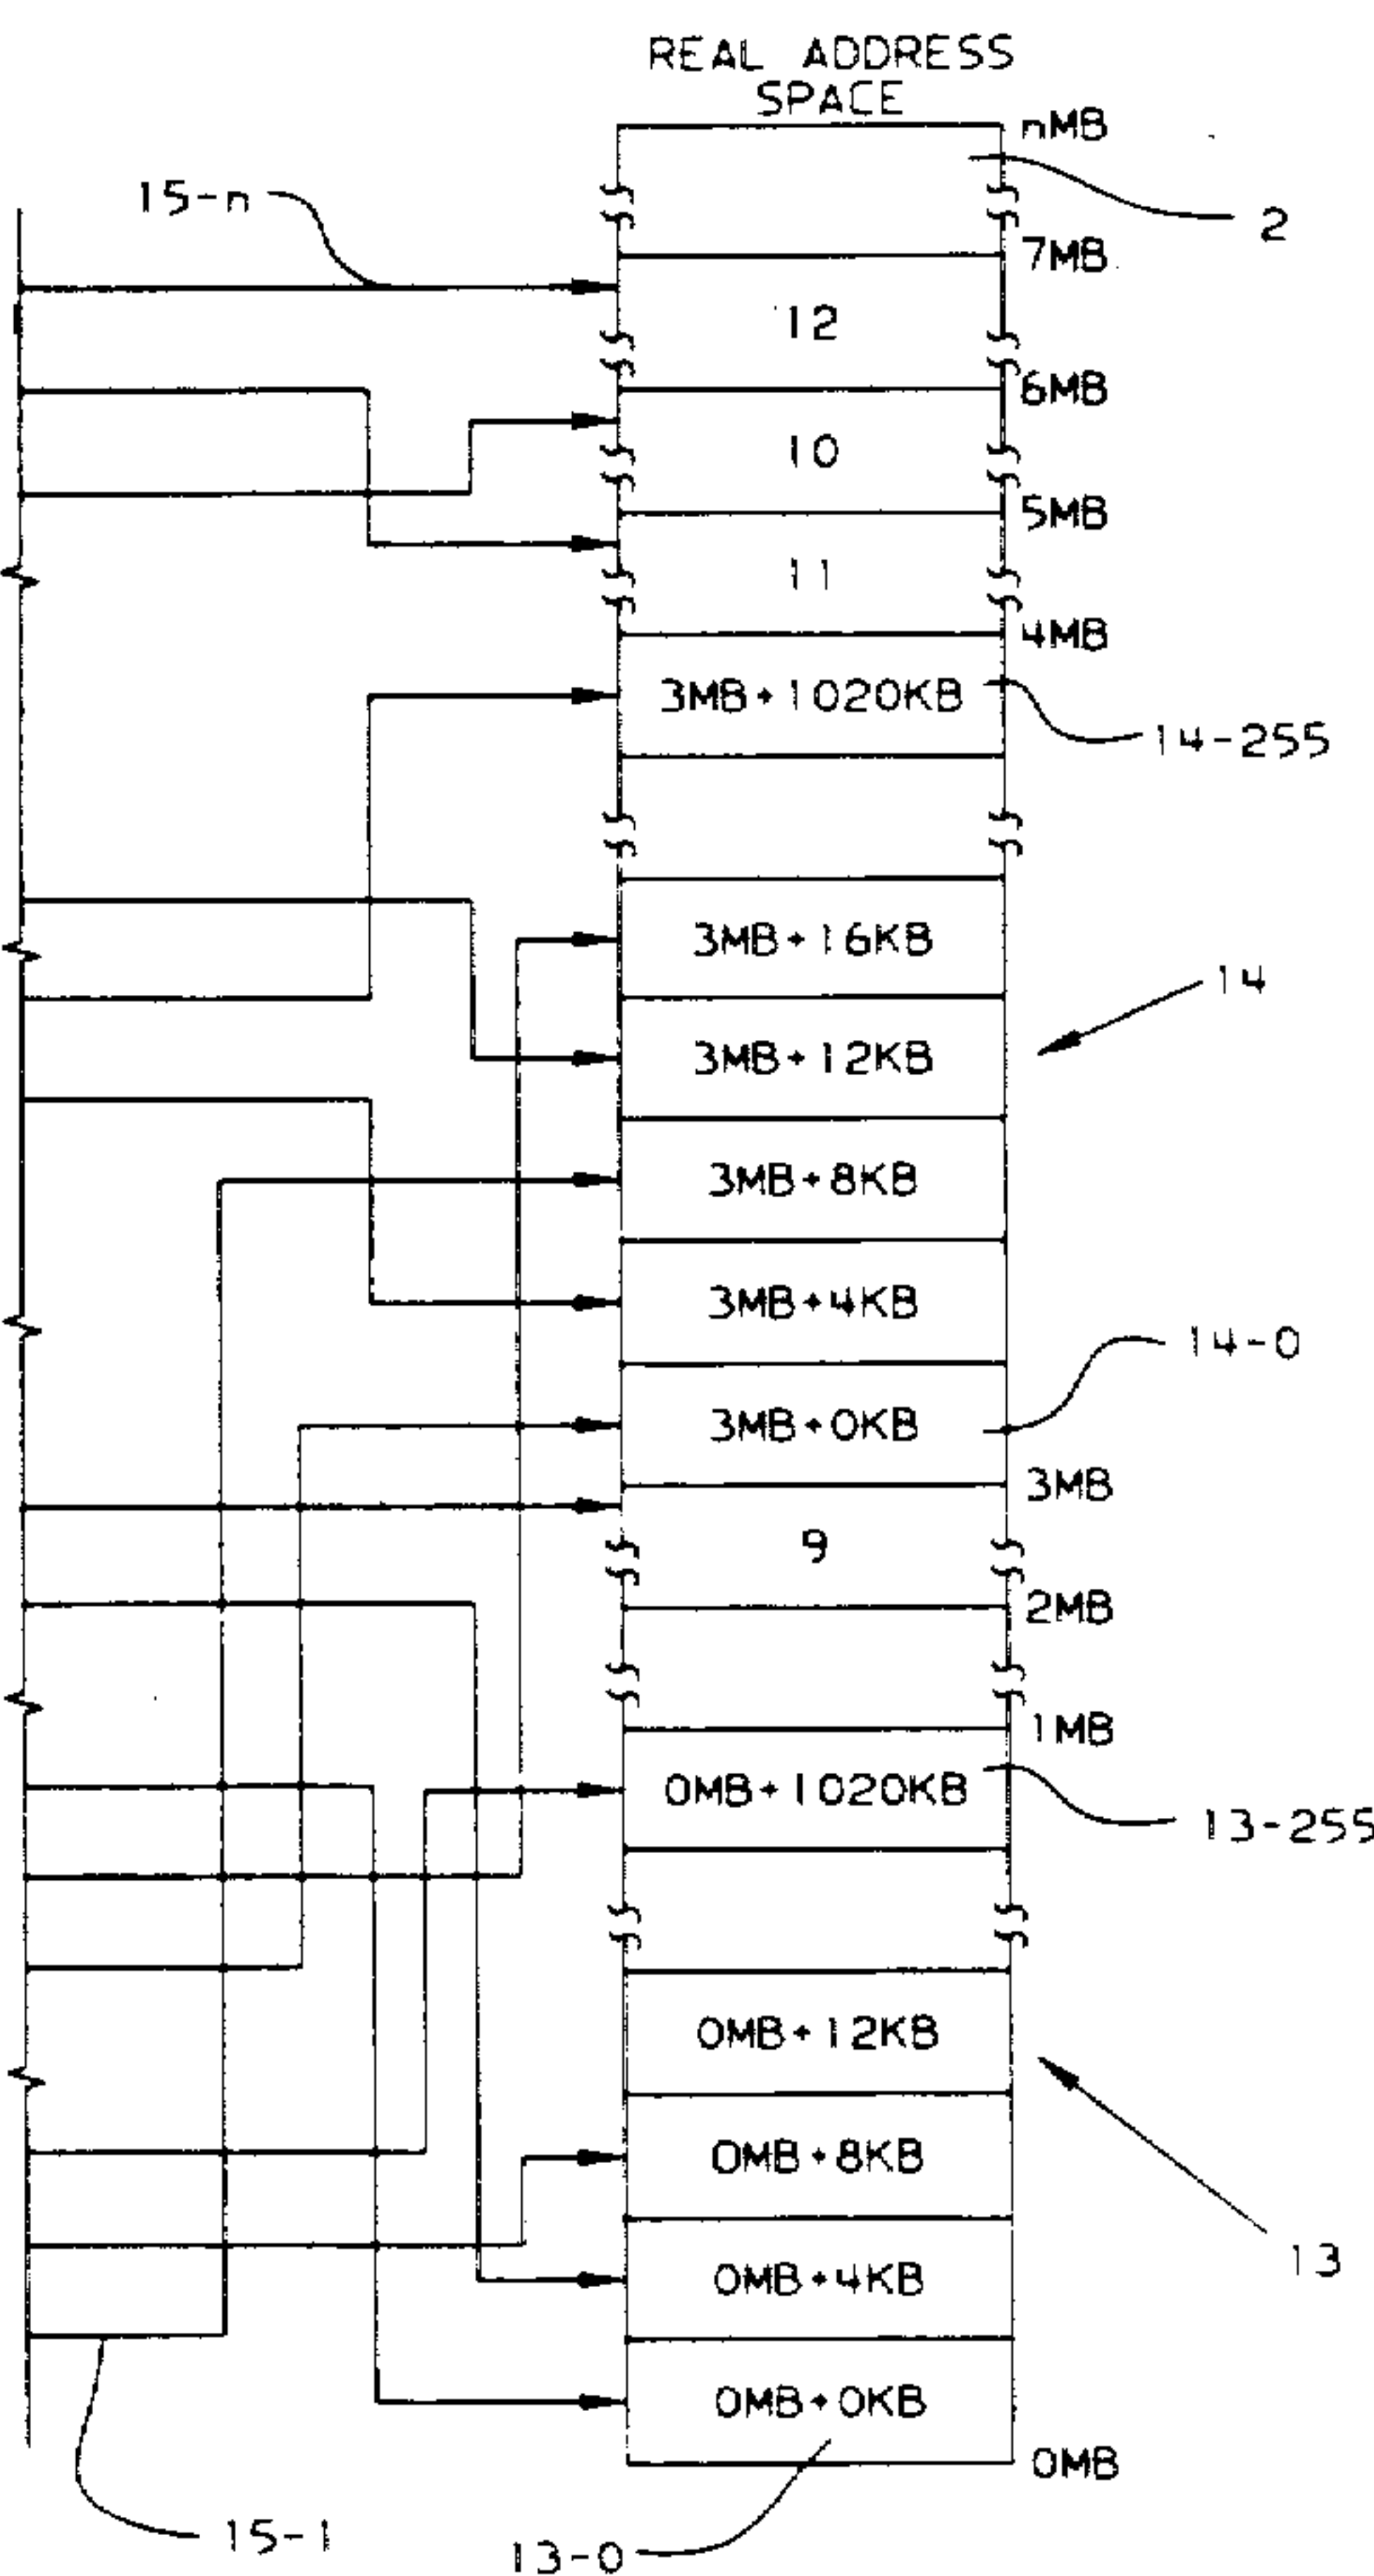 REAL ADDRESS
SPACE
nMB
15-n
2
7MB
12
6MB
10
5MB
11
4MB
3MB+1020KB
14-255
3MB+16KB
14
3MB+12KB
3MB+8KB
3MB+4KB
14-0
3MB+0KB
3MB
9
2MB
1MB
0MB+1020KB
13-255
0MB+12KB
0MB+8KB
13
0MB+4KB
0MB+0KB
0MB
15-1
13-0